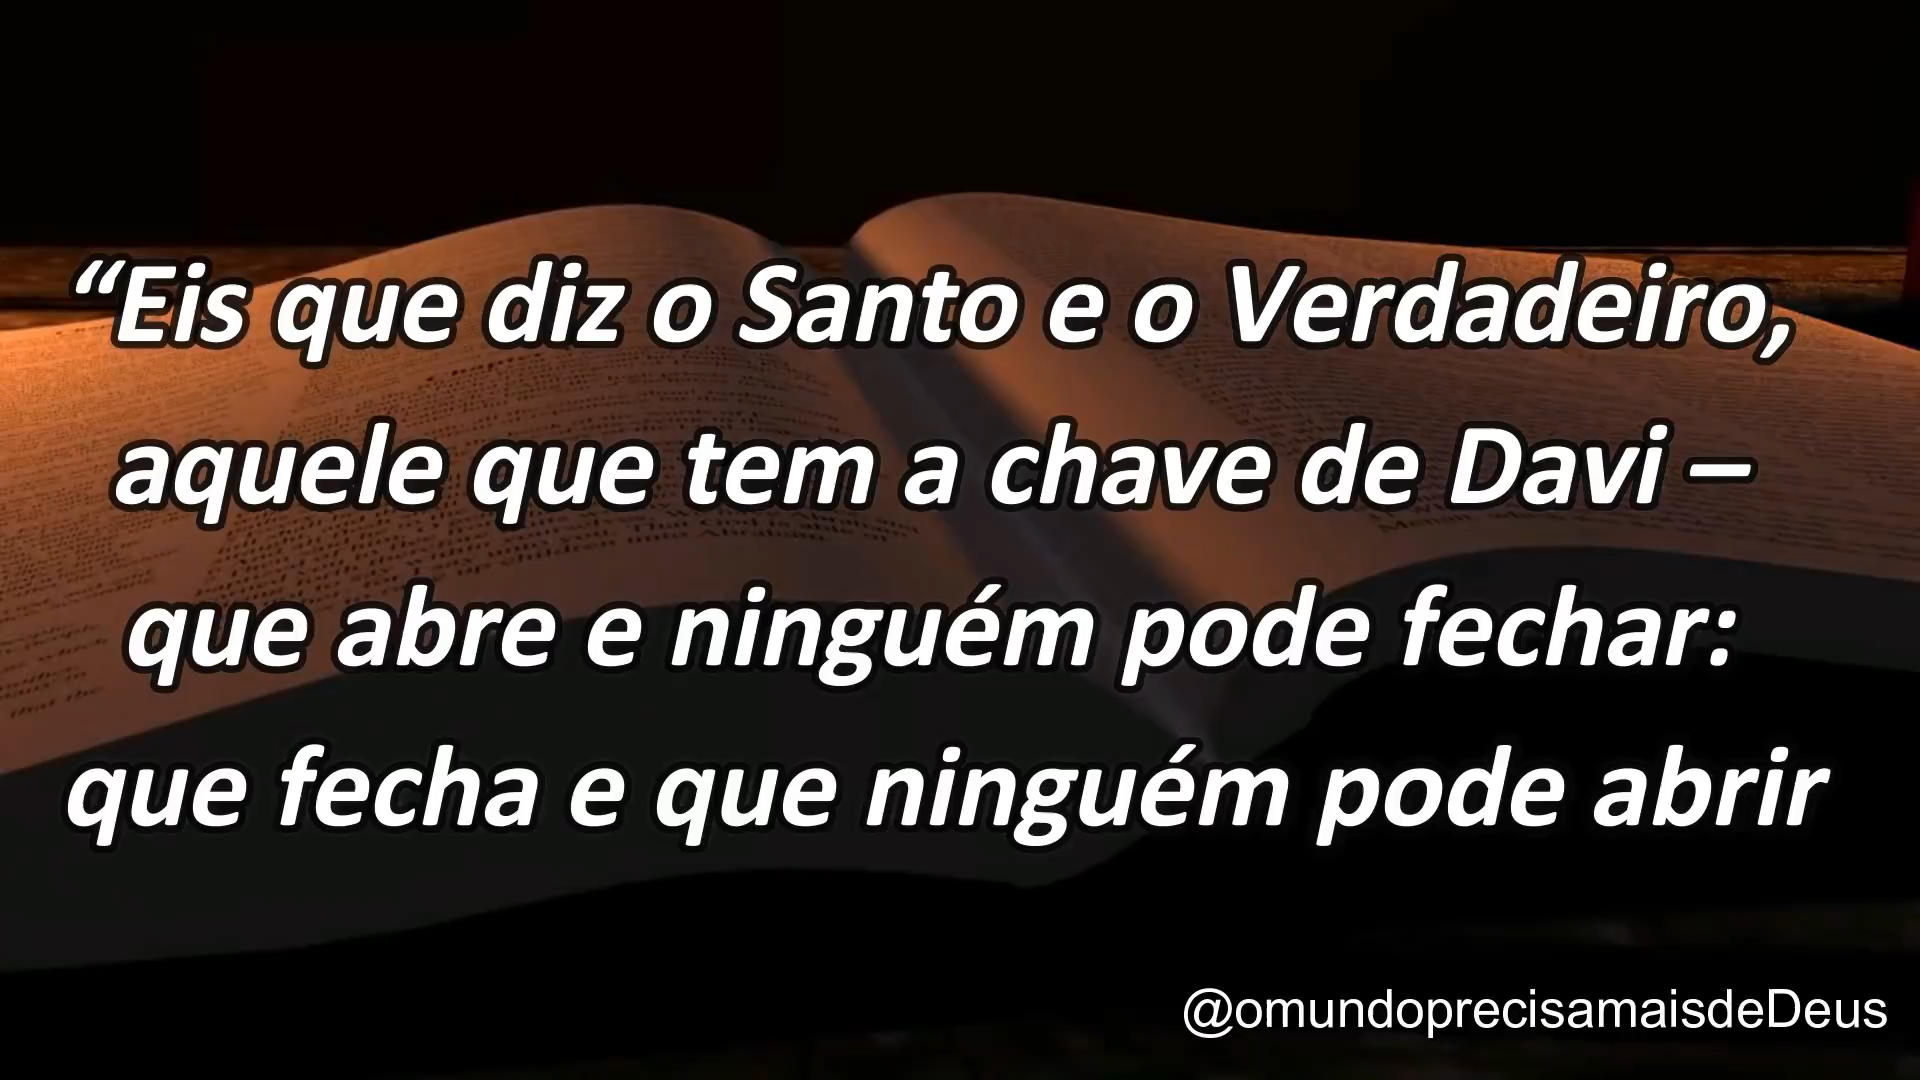 “Eis que diz o Santo e o Verdadeiro,
aquele que tem a chave de Davi –
que abre e ninguém pode fechar:
que fecha e que ninguém pode abrir
@omundoprecisamaisdeDeus